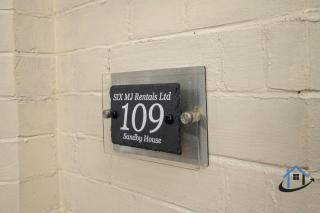 SIX MJ Rentals Ltd
109
Sandby House